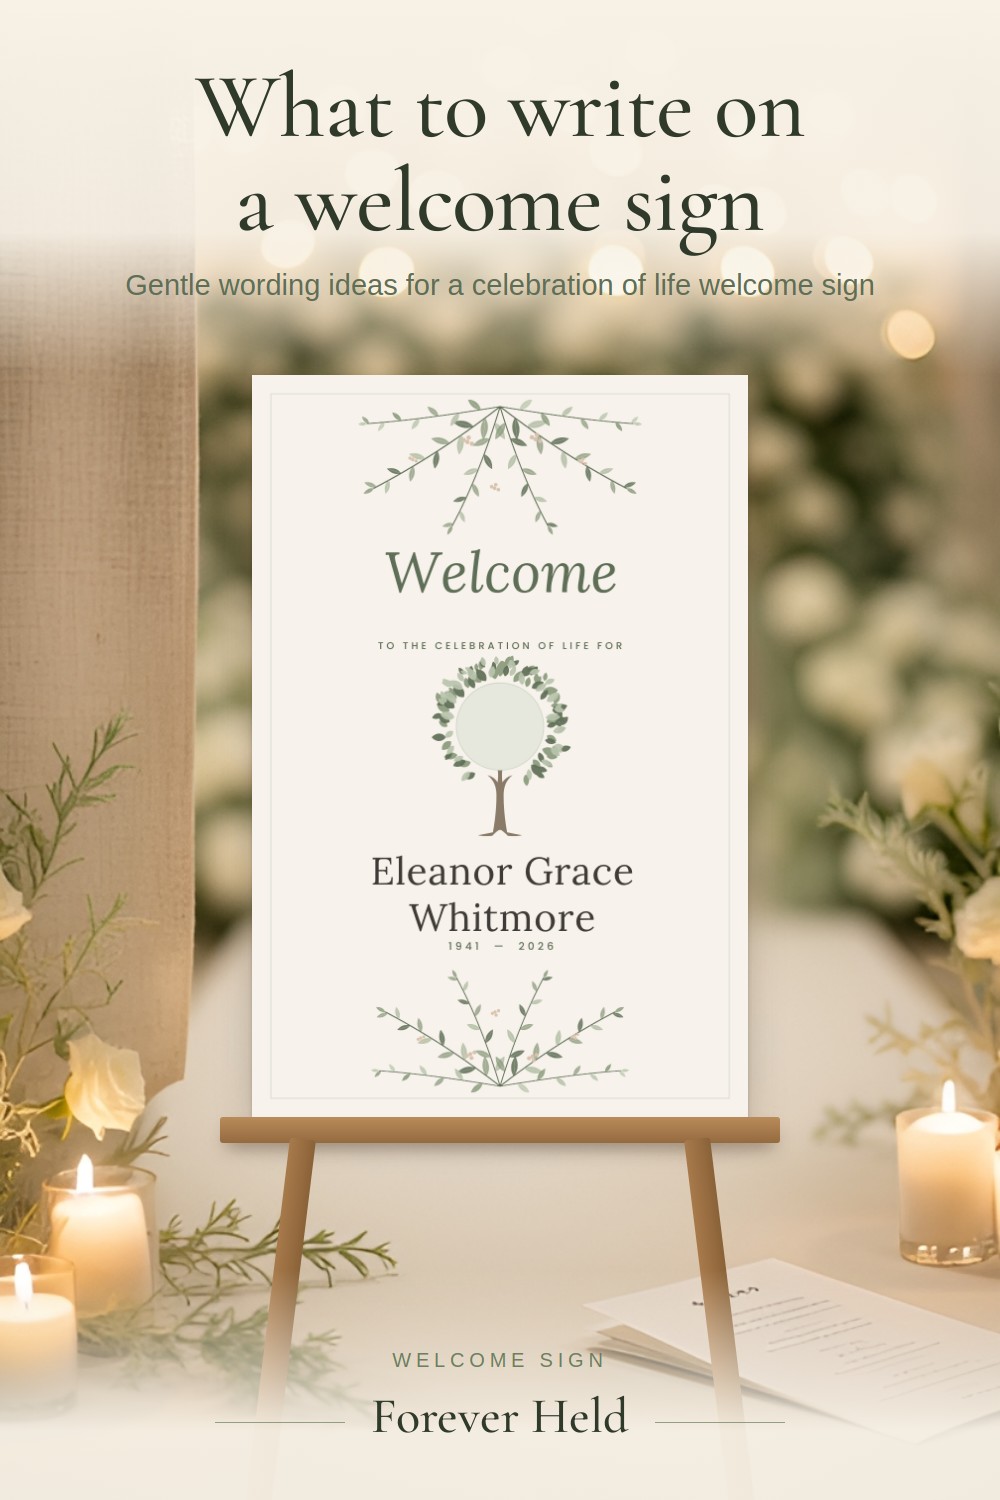 What to write on
a welcome sign
Gentle wording ideas for a celebration of life welcome sign
Welcome
TO THE CELEBRATION OF LIFE FOR
Eleanor Grace
Whitmore
1941 — 2026
WELCOME SIGN
Forever Held